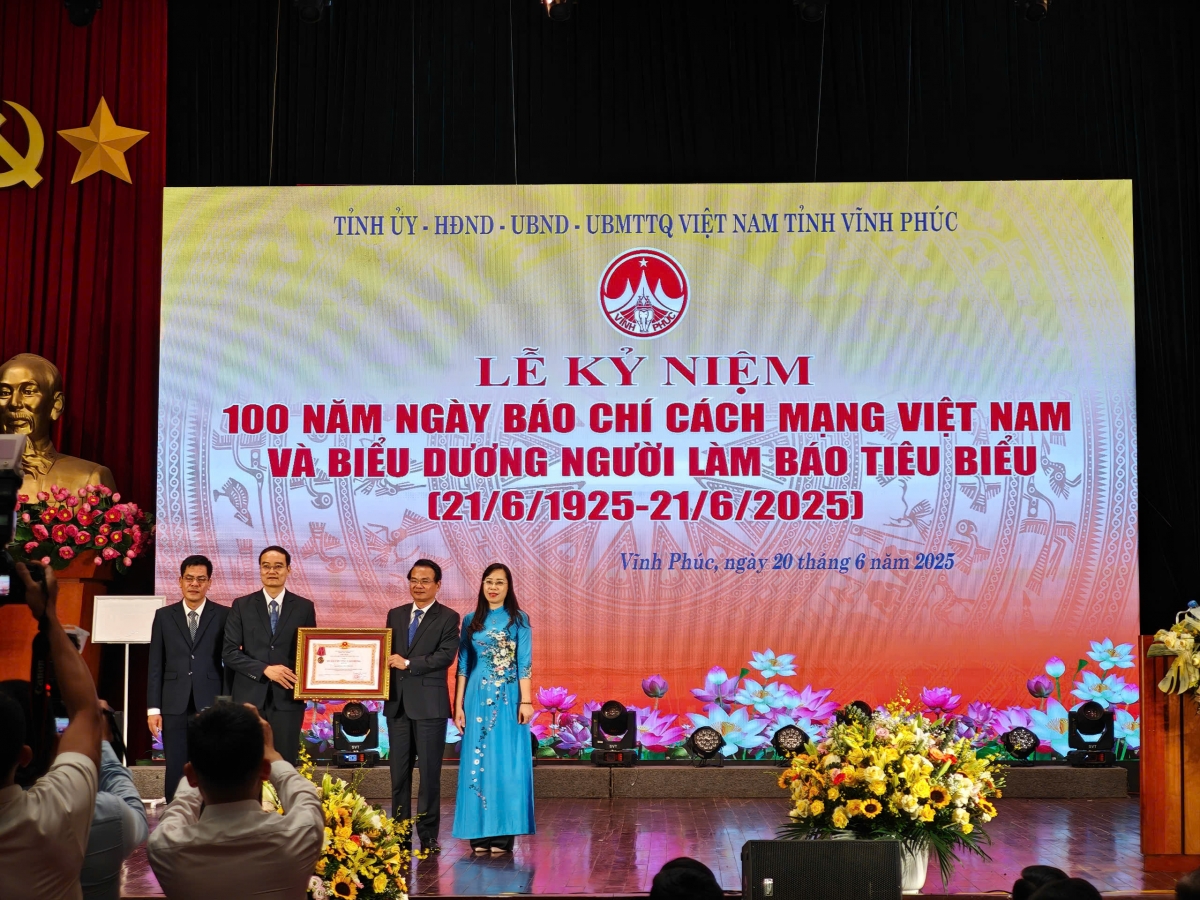 TỈNH ỦY - HĐND - UBND - UBMTTQ VIỆT NAM TỈNH VĨNH PHÚC
VĨNH PHÚC
LỄ KỶ NIỆM
100 NĂM NGÀY BÁO CHÍ CÁCH MẠNG VIỆT NAM
VÀ BIỂU DƯƠNG NGƯỜI LÀM BÁO TIÊU BIỂU
(21/6/1925-21/6/2025)
Vĩnh Phúc, ngày 20 tháng 6 năm 2025